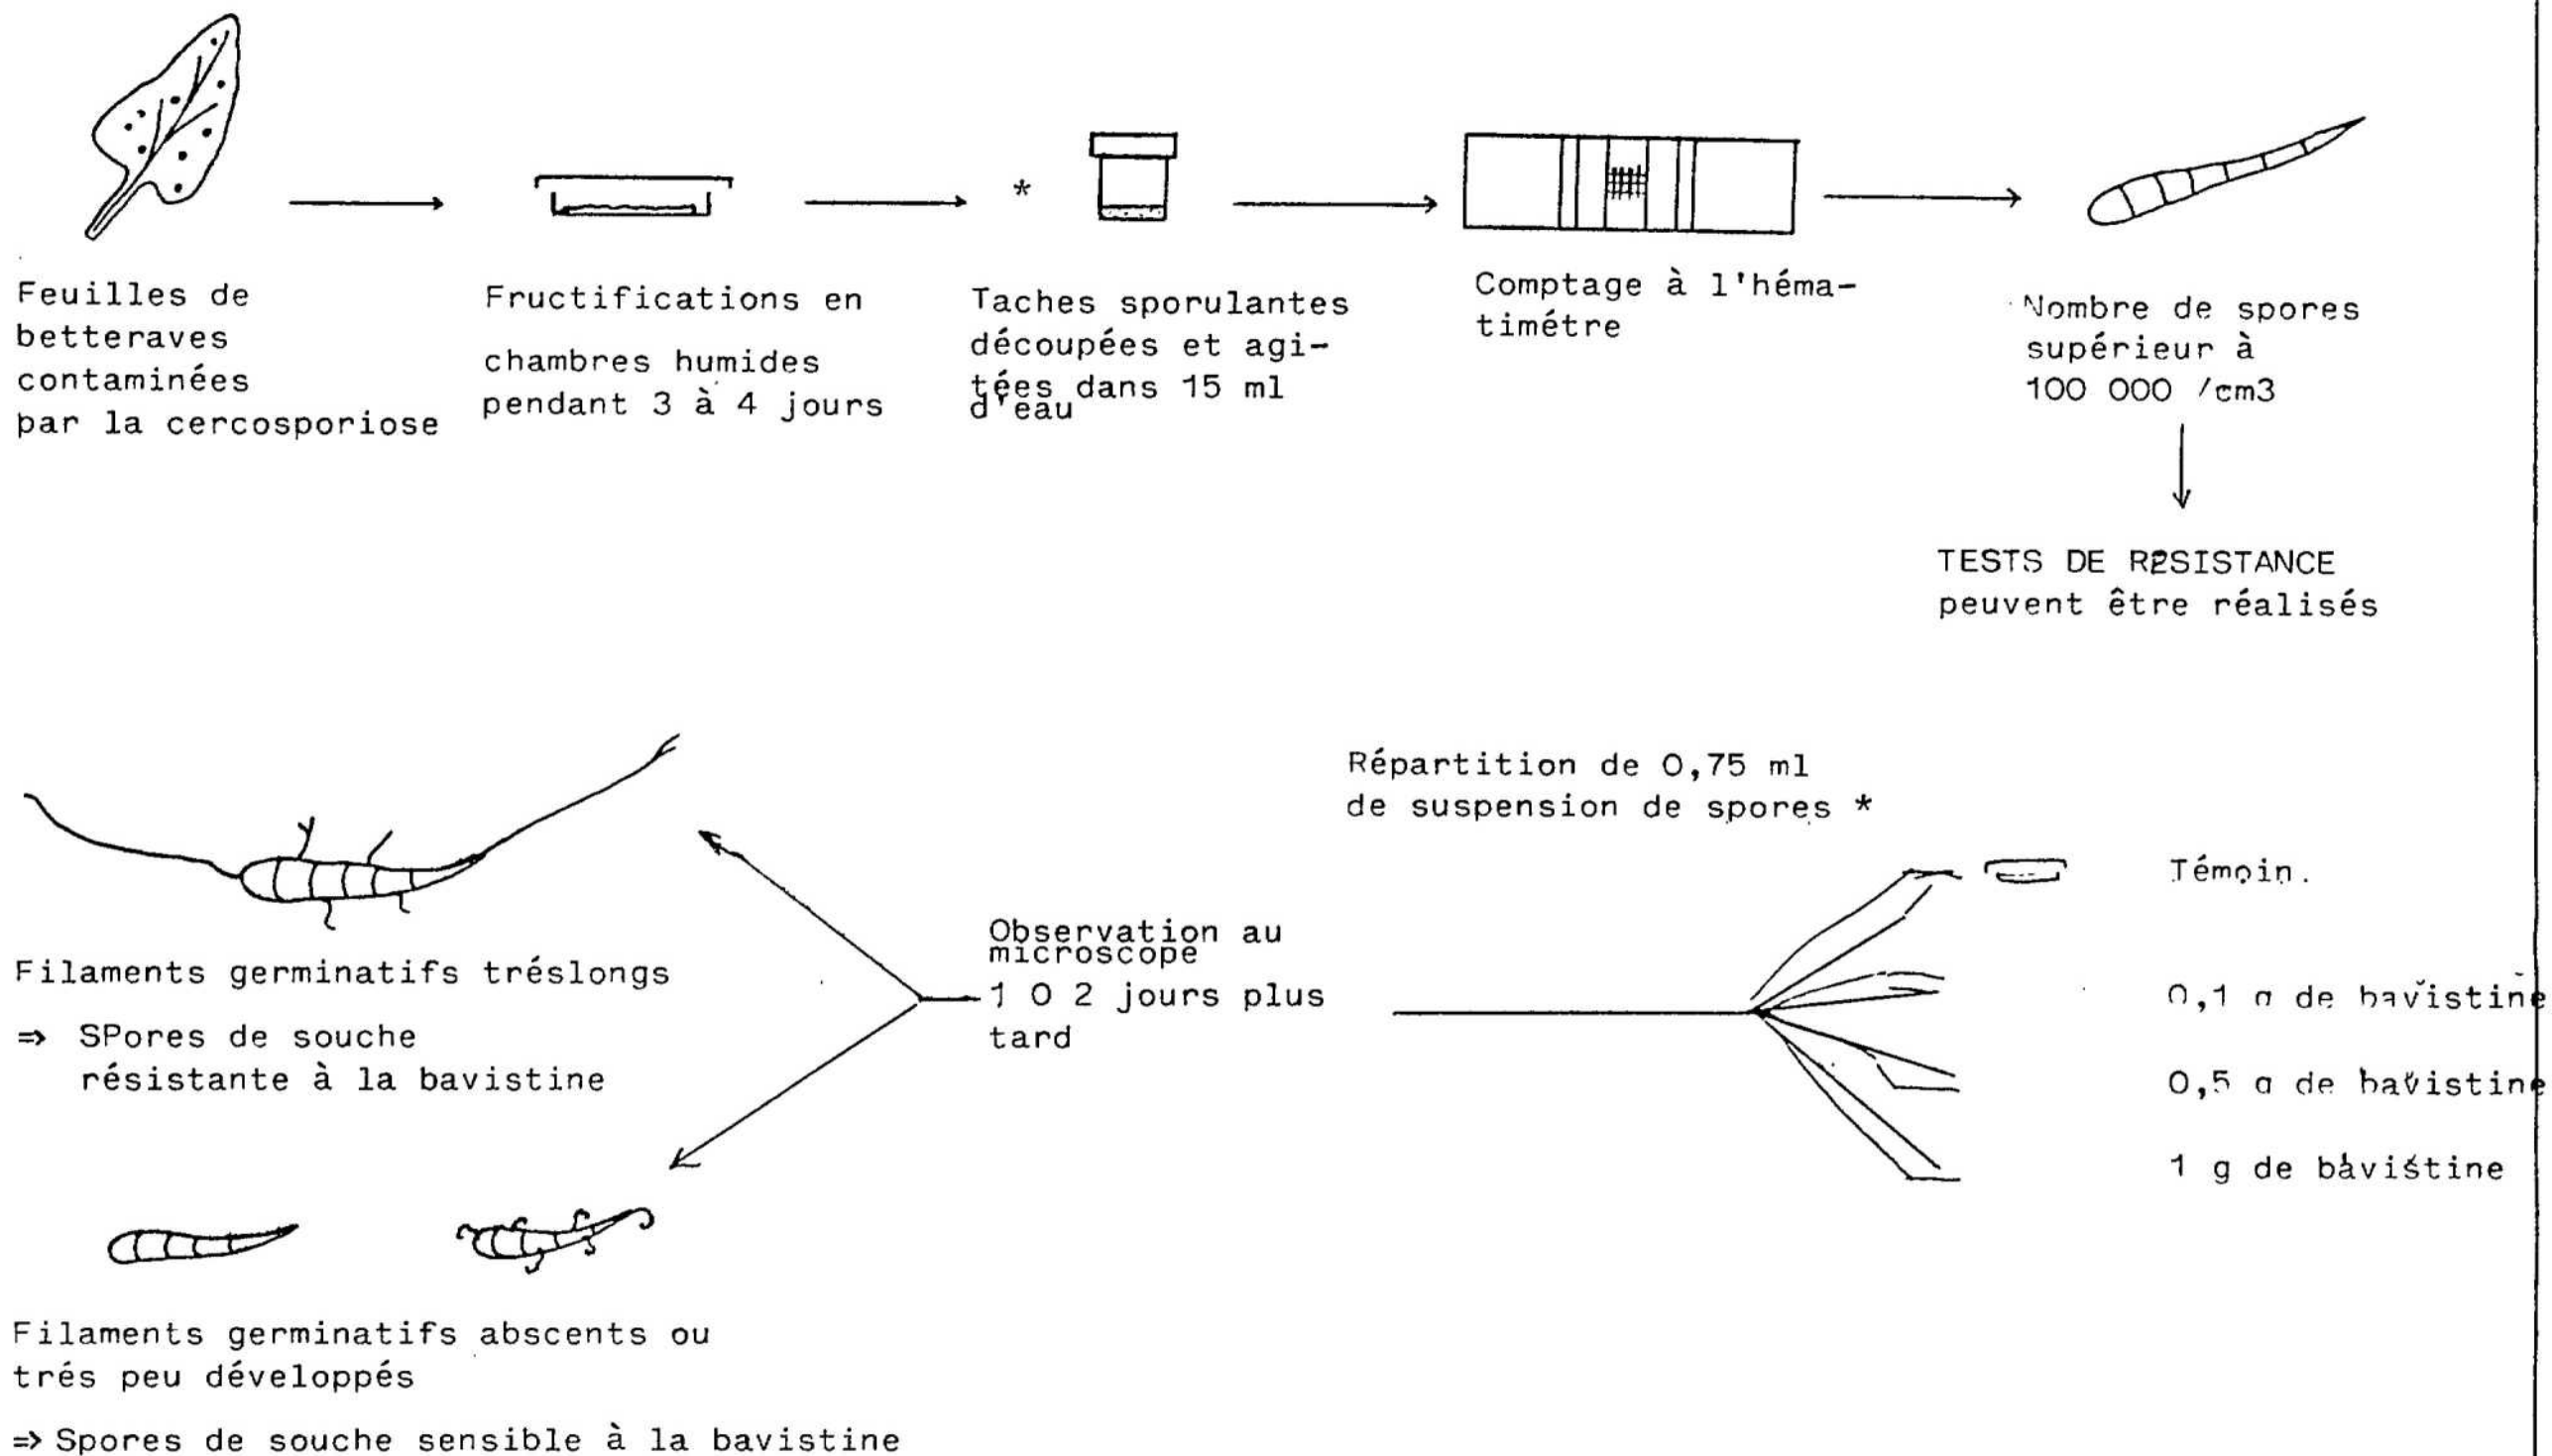 Feuilles de
betteraves
contaminées
par la cercosporiose
Fructifications en
chambres humides
pendant 3 à 4 jours
*
Taches sporulantes
découpées et agi-
tées dans 15 ml
d'eau
Comptage à l'héma-
timétre
Nombre de spores
supérieur à
100 000 /cm3
TESTS DE RESISTANCE
peuvent être réalisés
Répartition de 0,75 ml
de suspension de spores *
Témoin.
0,1 g de bavistine
0,5 g de bavistine
1 g de bavistine
Observation au
microscope
1 0 2 jours plus
tard
Filaments germinatifs tréslongs
=> SPores de souche
résistante à la bavistine
Filaments germinatifs abscents ou
trés peu développés
=> Spores de souche sensible à la bavistine